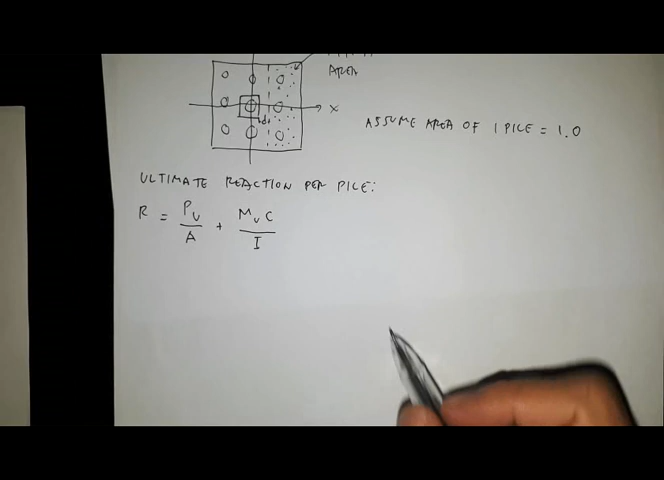 AREA
x
d
ASSUME AREA OF 1 PILE = 1.0
ULTIMATE REACTION PER PILE:
R = PU/A + MUC/I